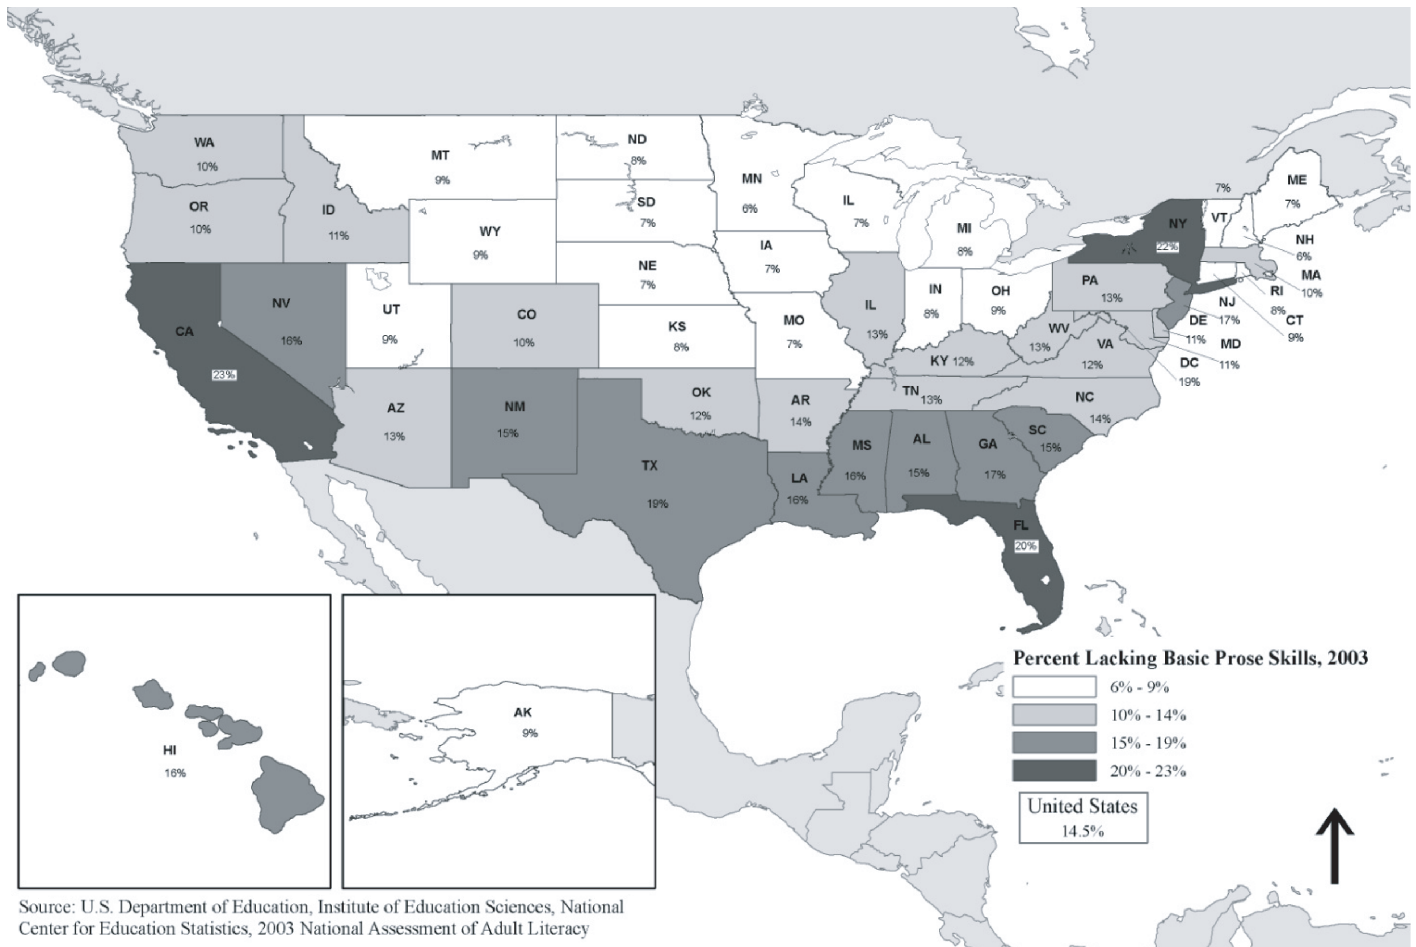 WA
10%
MT
9%
ND
8%
MN
6%
OR
10%
ID
11%
WY
9%
SD
7%
IL
7%
MI
8%
7%
VT
ME
7%
NY
22%
NH
6%
MA
10%
RI
8%
CT
9%
NJ
17%
DE
11%
MD
11%
DC
19%
CA
23%
NV
16%
UT
9%
CO
10%
NE
7%
IA
7%
KS
8%
MO
7%
IL
13%
IN
8%
OH
9%
PA
13%
WV
13%
VA
12%
KY 12%
AZ
13%
NM
15%
OK
12%
AR
14%
TN 13%
NC
14%
TX
19%
LA
16%
MS
16%
AL
15%
GA
17%
SC
15%
FL
20%
HI
16%
AK
9%
Percent Lacking Basic Prose Skills, 2003
6% - 9%
10% - 14%
15% - 19%
20% - 23%
United States
14.5%
Source: U.S. Department of Education, Institute of Education Sciences, National
Center for Education Statistics, 2003 National Assessment of Adult Literacy